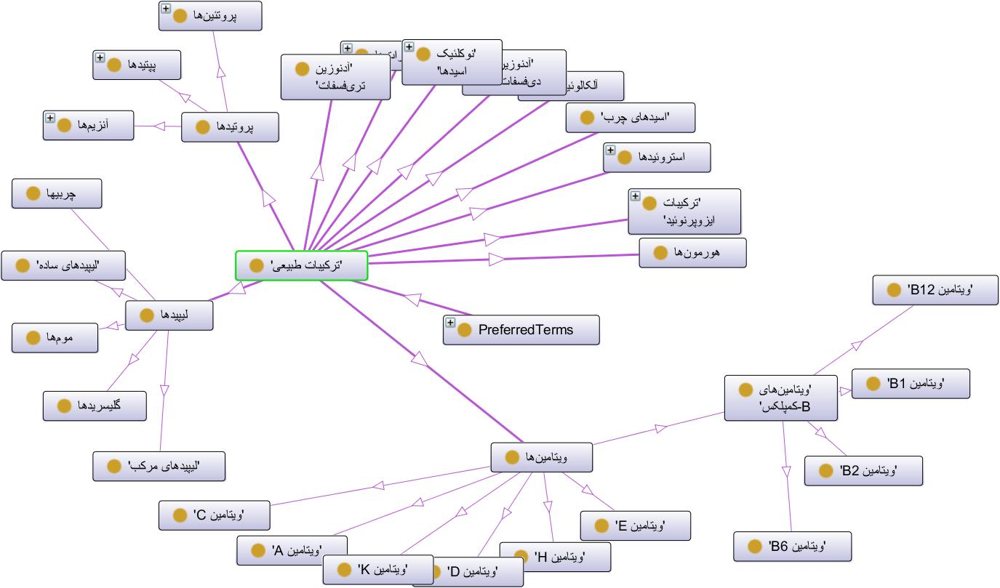 پروتئین‌ها
پپتیدها
آنزیم‌ها
پروتیدها
'آدنوزین
تری‌فسفات'
'نوکلئیک
اسیدها'
'آدنوزین
دی‌فسفات
'اسیدهای چرب'
استروئیدها
'ترکیبات
ایزوپرنوئید'
هورمون‌ها
'ترکیبات طبیعی'
PreferredTerms
چربیها
'لیپیدهای ساده'
لیپیدها
موم‌ها
گلیسریدها
'لیپیدهای مرکب'
ویتامین‌ها
'ویتامین‌های
B-کمپلکس'
'ویتامین B12'
'ویتامین B1'
'ویتامین B2'
'ویتامین B6'
'ویتامین C'
'ویتامین A'
'ویتامین K'
'ویتامین D'
'ویتامین H'
'ویتامین E'